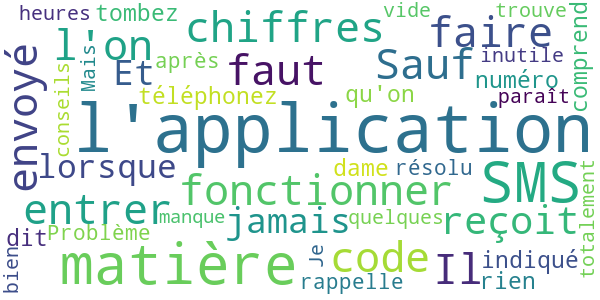 heures
tombez
chiffres
vide
trouve
l'on
Mais
Et
après
faut
faire
Sauf
inutile
comprend
envoyé
conseils
téléphonez
qu'on
numéro
paraît
l'application
lorsque
dame
résolu
SMS
fonctionner
entrer
manque
jamais
quelques
reçoit
totalement
dit
Problème
bien
matière
Je
code
Il
indiqué
rappelle
rien